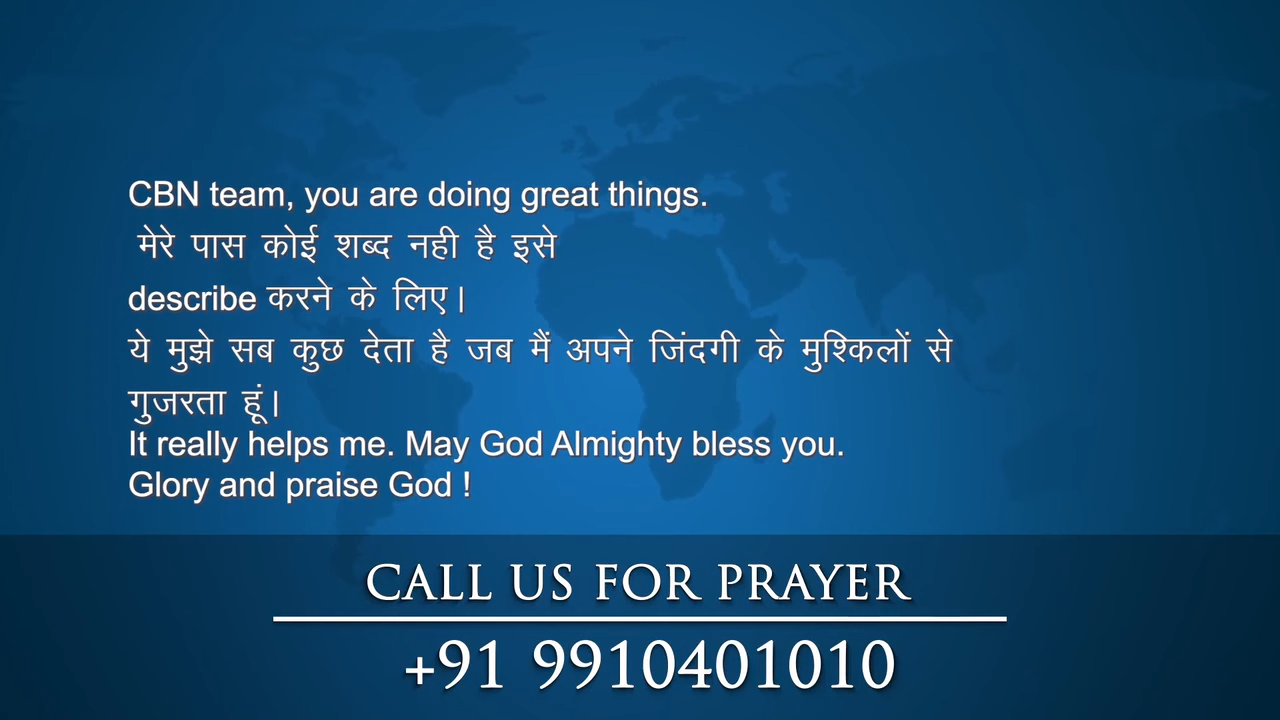 CBN team, you are doing great things.
मेरे पास कोई शब्द नही है इसे
describe करने के लिए।
ये मुझे सब कुछ देता है जब मैं अपने जिंदगी के मुश्किलों से
गुजरता हूं।
It really helps me. May God Almighty bless you.
Glory and praise God !
CALL US FOR PRAYER
+91 9910401010